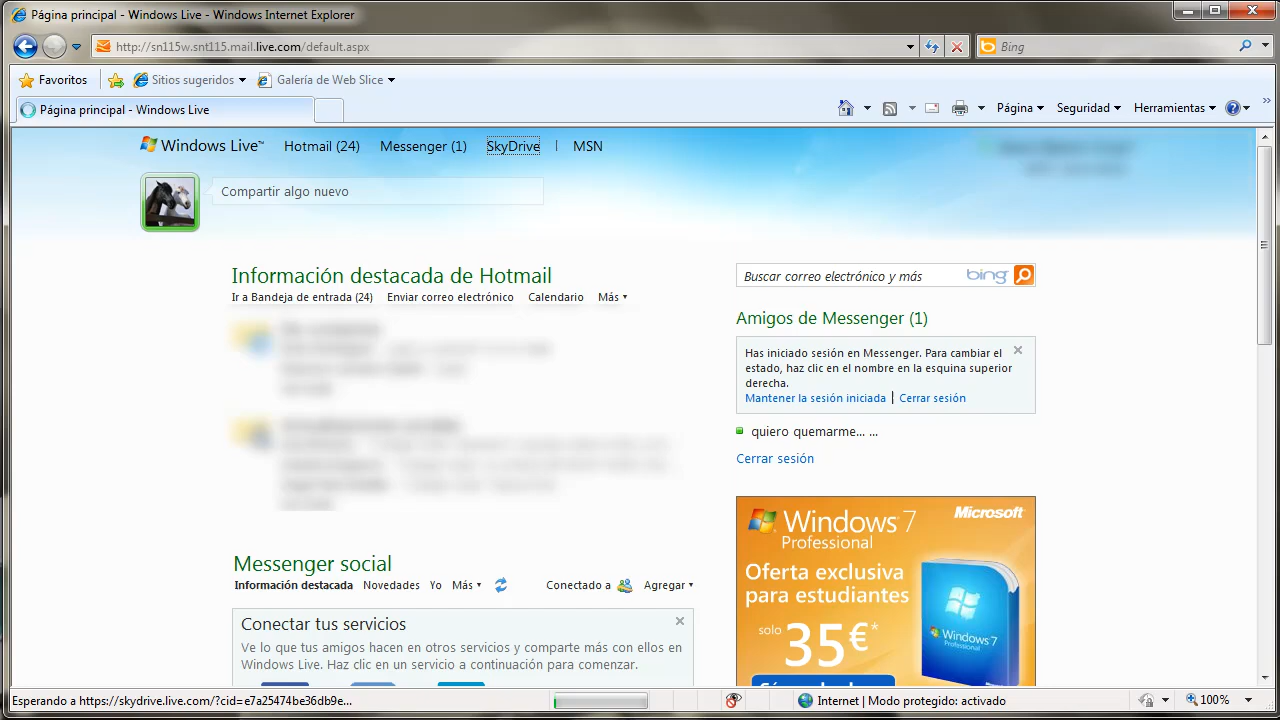 Página principal - Windows Live - Windows Internet Explorer
http://sn115w.snt115.mail.live.com/default.aspx
Bing
Favoritos
Sitios sugeridos
Galería de Web Slice
Página principal - Windows Live
Página
Seguridad
Herramientas
Windows Live™
Hotmail (24)
Messenger (1)
SkyDrive
MSN
Compartir algo nuevo
Información destacada de Hotmail
Ir a Bandeja de entrada (24)
Enviar correo electrónico
Calendario
Más
Buscar correo electrónico y más
bing
Amigos de Messenger (1)
Has iniciado sesión en Messenger. Para cambiar el
estado, haz clic en el nombre en la esquina superior
derecha.
Mantener la sesión iniciada | Cerrar sesión
quiero quemarme... ...
Cerrar sesión
Microsoft
Windows 7
Professional
Oferta exclusiva
para estudiantes
solo
35€*
Windows 7
Messenger social
Información destacada
Novedades
Yo
Más
Conectado a
Agregar
Conectar tus servicios
Ve lo que tus amigos hacen en otros servicios y comparte más con ellos en
Windows Live. Haz clic en un servicio a continuación para comenzar.
Esperando a https://skydrive.live.com/?cid=e7a25474be36db9e...
Internet | Modo protegido: activado
100%